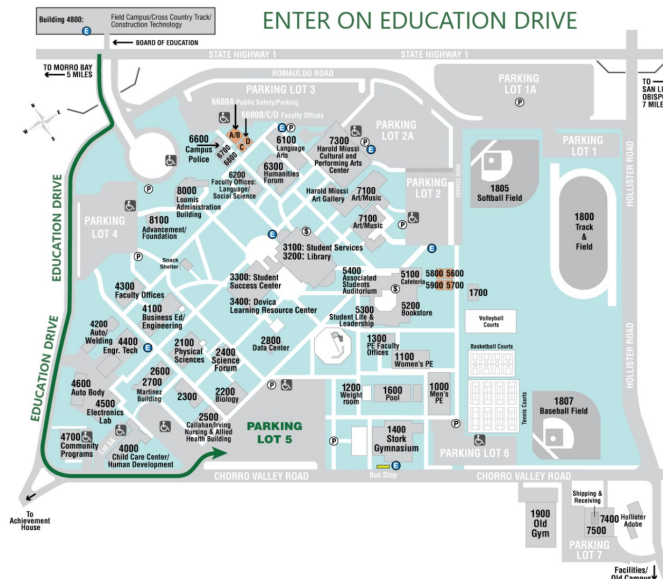 ENTER ON EDUCATION DRIVE
Building 4800:
Field Campus/Cross Country Track/
Construction Technology
E
BOARD OF EDUCATION
STATE HIGHWAY 1
STATE HIGHWAY 1
TO MORRO BAY
5 MILES
TO
SAN LU
OBISPO
7 MILE
ROMAULDO ROAD
PARKING LOT 3
PARKING
LOT 1A
P
6600A Public Safety/Parking
6600B/C/D Faculty Offices
A/B
D
C
6600
Campus
Police
6700
6600
E
P
6100
Language
Arts
7300
Harold Miossi
Cultural and
Performing Arts
Center
E
PARKING
LOT 2A
PARKING
LOT 1
6200
Faculty Offices:
Language/
Social Science
6300
Humanities
Forum
Harold Miossi
Art Gallery
7100
Art/Music
7100
Art/Music
PARKING
LOT 2
P
SERVICE ROAD
1805
Softball Field
1800
Track
&
Field
HOLLISTER ROAD
HOLLISTER ROAD
P
8000
Loomis
Administration
Building
8100
Advancement/
Foundation
PARKING
LOT 4
P
EDUCATION DRIVE
EDUCATION DRIVE
Snack
Shelter
E
$
3100: Student Services
3200: Library
E
3300: Student
Success Center
3400: Dovica
Learning Resource Center
5400
Associated
Students
Auditorium
5100
Cafeteria
$
5200
Bookstore
5300
Student Life &
Leadership
5800 5600
5900 5700
1700
Volleyball
Courts
Basketball Courts
Tennis Courts
4300
Faculty Offices
4100
Business Ed/
Engineering
4200
Auto/
Welding
4400
Engr. Tech
E
2100
Physical
Sciences
2400
Science
Forum
2800
Data Center
1300
PE Faculty
Offices
1100
Women's PE
2600
2700
Martinez
Building
2300
2200
Biology
P
1200
Weight
room
1600
Pool
1000
Men's
PE
1807
Baseball Field
4600
Auto Body
4500
Electronics
Lab
2500
Callahan/Irving
Nursing & Allied
Health Building
PARKING
LOT 5
P
1400
Stork
Gymnasium
P
PARKING LOT 6
4700
Community
Programs
4000
Child Care Center/
Human Development
Bus Stop
E
CHORRO VALLEY ROAD
CHORRO VALLEY ROAD
To
Achievement
House
1900
Old
Gym
Shipping &
Receiving
7400
7500
Hollister
Adobe
PARKING
LOT 7
Facilities/
Old Campus